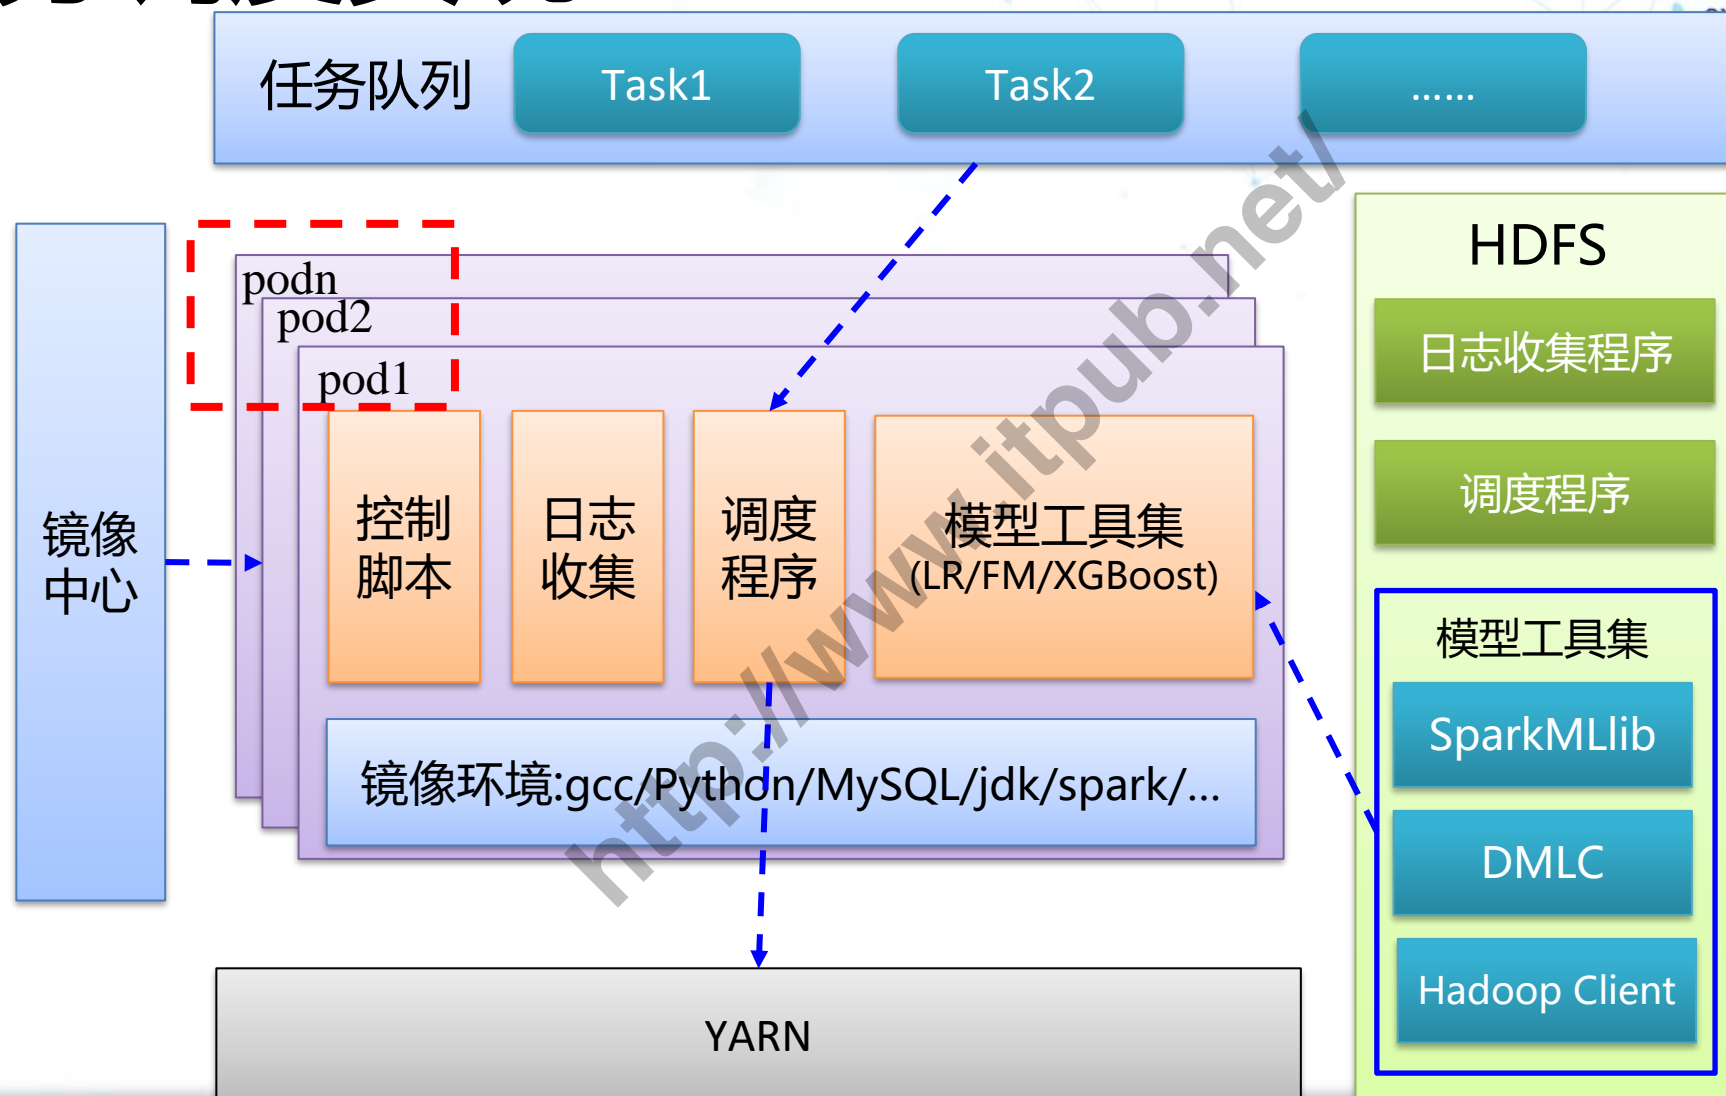 任务队列
Task1
Task2
......
HDFS
日志收集程序
调度程序
模型工具集
SparkMLlib
DMLC
Hadoop Client
镜像
中心
podn
pod2
pod1
控制
脚本
日志
收集
调度
程序
模型工具集
(LR/FM/XGBoost)
镜像环境:gcc/Python/MySQL/jdk/spark/...
YARN
http://www.itpub.net/